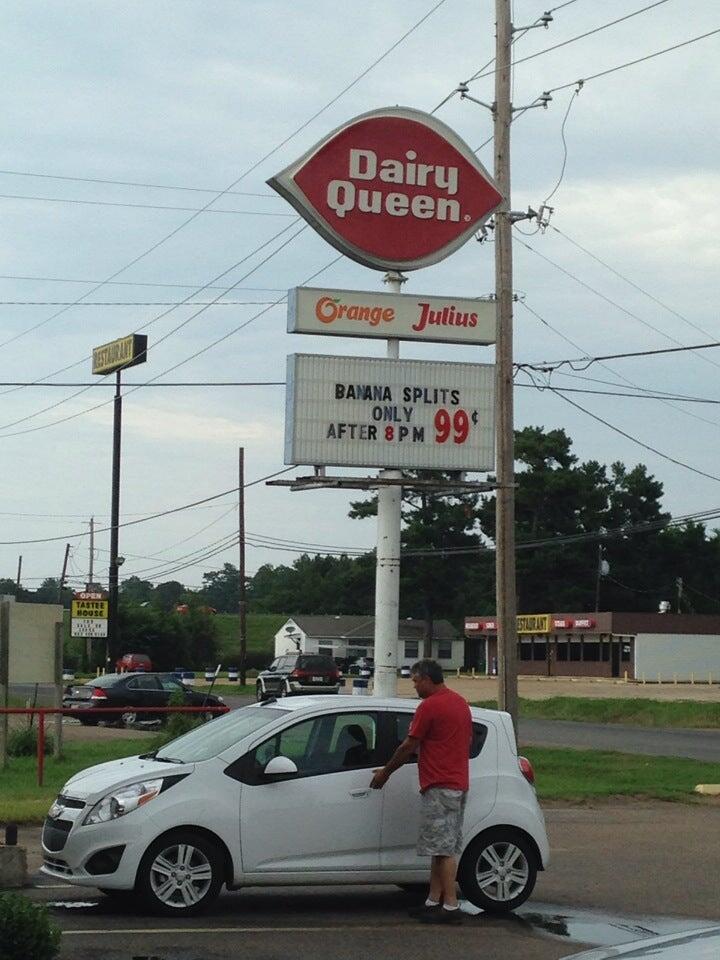 Dairy
Queen®
Orange Julius
BANANA SPLITS
ONLY
AFTER 8 PM 99¢
RESTAURANT
OPEN
TASTEE
HOUSE
RESTAURANT